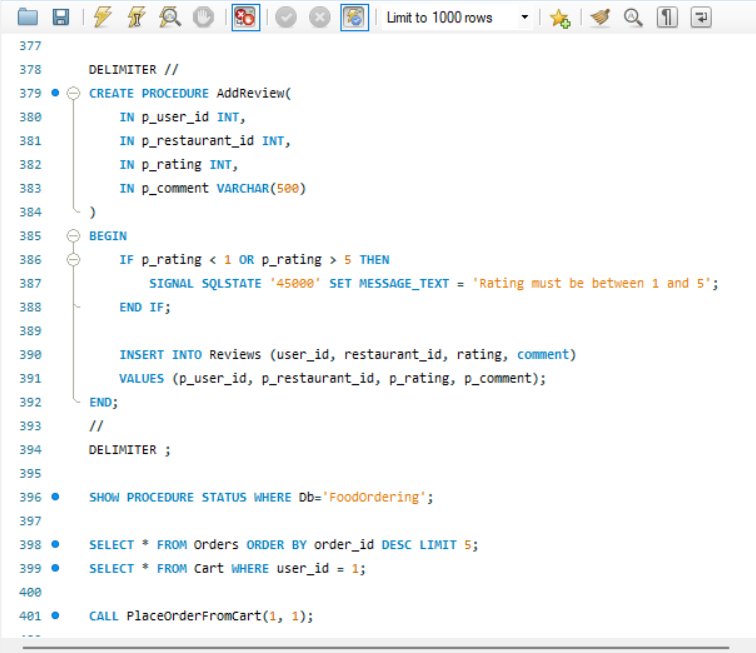 Limit to 1000 rows
377
378 DELIMITER //
379 CREATE PROCEDURE AddReview(
380 IN p_user_id INT,
381 IN p_restaurant_id INT,
382 IN p_rating INT,
383 IN p_comment VARCHAR(500)
384 )
385 BEGIN
386 IF p_rating < 1 OR p_rating > 5 THEN
387 SIGNAL SQLSTATE '45000' SET MESSAGE_TEXT = 'Rating must be between 1 and 5';
388 END IF;
389
390 INSERT INTO Reviews (user_id, restaurant_id, rating, comment)
391 VALUES (p_user_id, p_restaurant_id, p_rating, p_comment);
392 END;
393 //
394 DELIMITER ;
395
396 SHOW PROCEDURE STATUS WHERE Db='FoodOrdering';
397
398 SELECT * FROM Orders ORDER BY order_id DESC LIMIT 5;
399 SELECT * FROM Cart WHERE user_id = 1;
400
401 CALL PlaceOrderFromCart(1, 1);